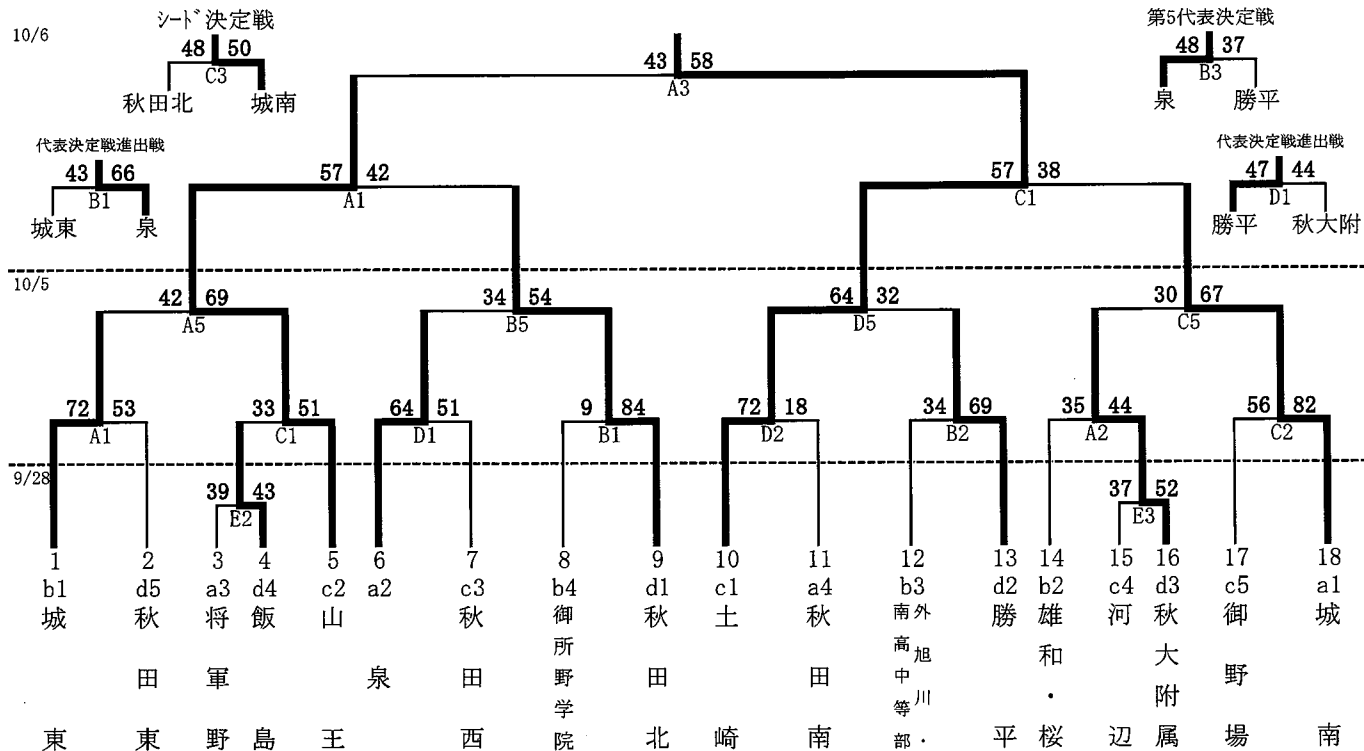 10/6
シード決定戦
48 50
C3
秋田北 城南
43 58
A3
第5代表決定戦
48 37
B3
泉 勝平
代表決定戦進出戦
43 66
B1
城東 泉
57 42
A1
57 38
C1
代表決定戦進出戦
47 44
D1
勝平 秋大附
10/5
42 69
A5
34 54
B5
64 32
D5
30 67
C5
72 53
A1
33 51
C1
64 51
D1
9 84
B1
72 18
D2
34 69
B2
35 44
A2
56 82
C2
9/28
39 43
E2
37 52
E3
1 2 3 4 5 6 7 8 9 10 11 12 13 14 15 16 17 18
b1 d5 a3 d4 c2 a2 c3 b4 d1 c1 a4 b3 d2 b2 c4 d3 c5 a1
城東
秋田東
将軍野
飯島
山王
泉
秋田西
御所野学院
秋田北
土崎
秋田南
外旭川・
南高中等部
勝平
雄和・桜
河辺
秋大附属
御野場
城南